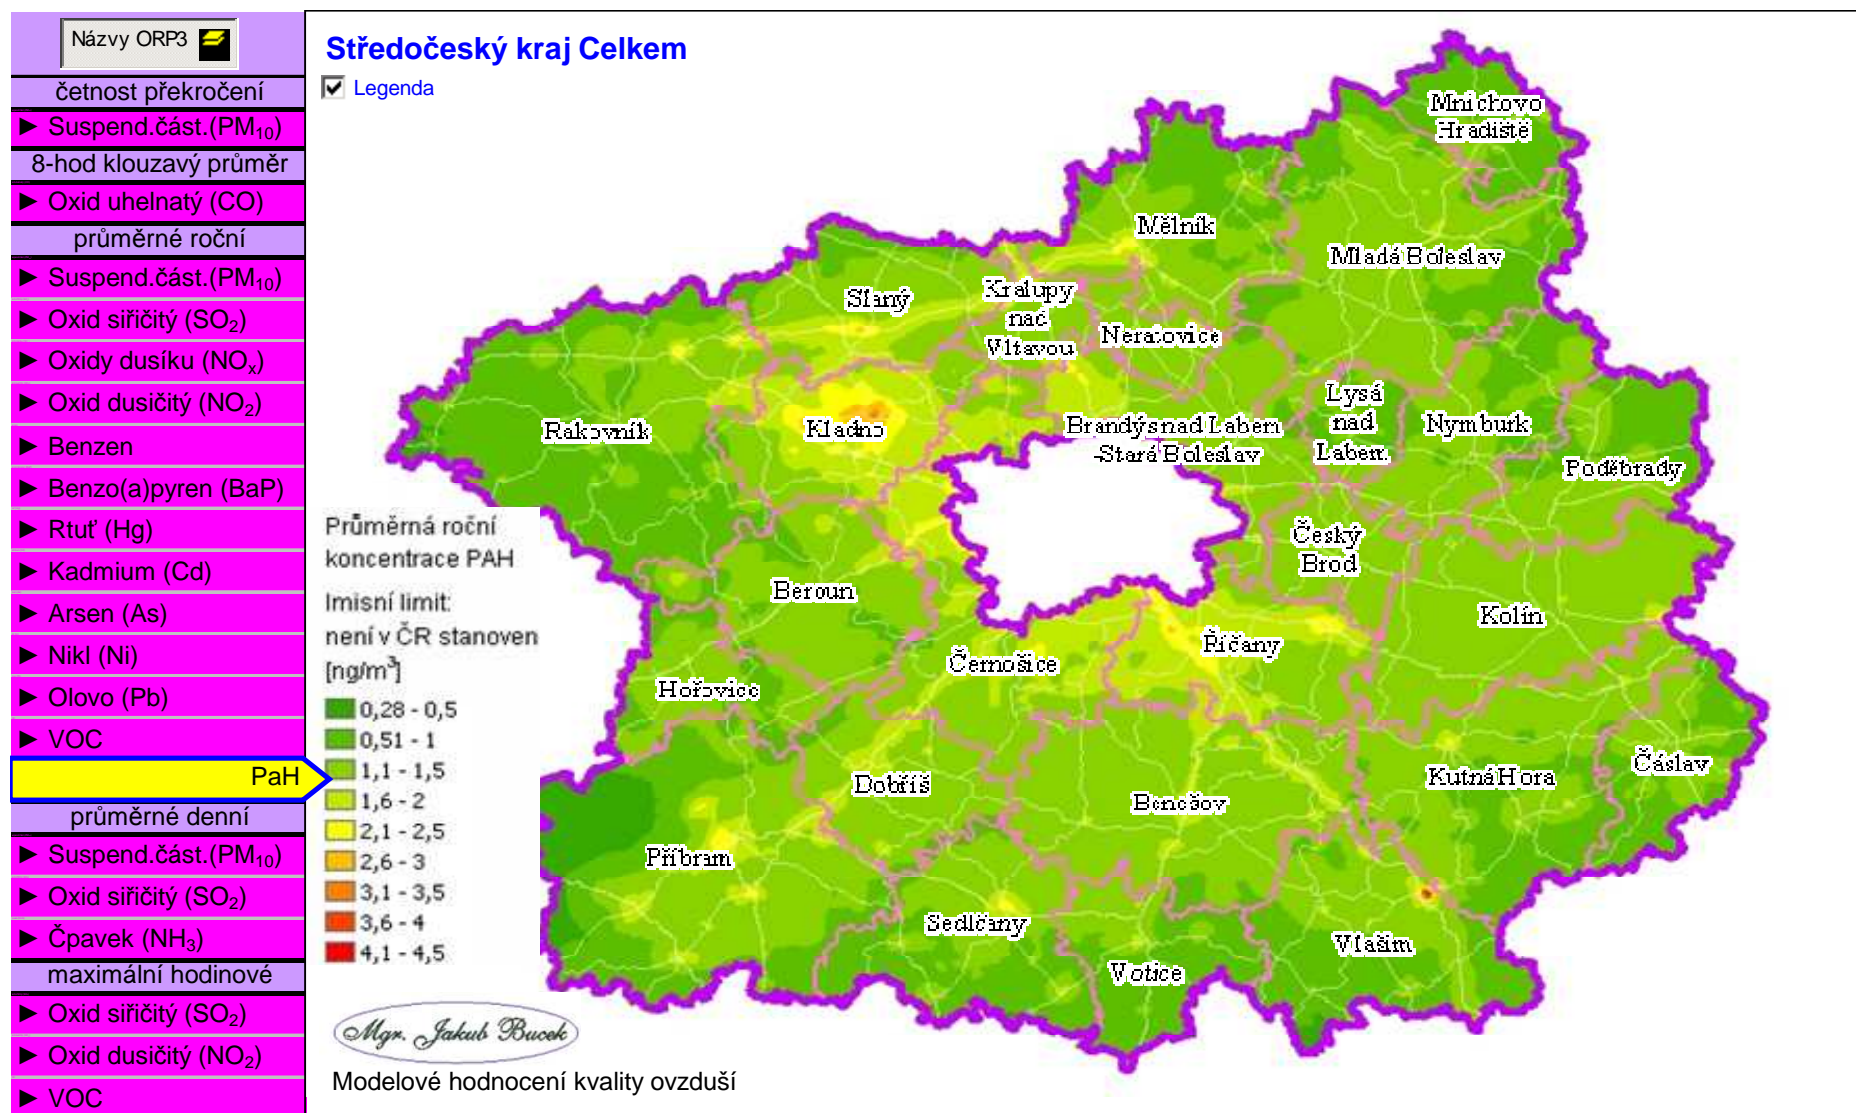 Názvy ORP3
četnost překročení
► Suspend.část.(PM₁₀)
8-hod klouzavý průměr
► Oxid uhelnatý (CO)
průměrné roční
► Suspend.část.(PM₁₀)
► Oxid siřičitý (SO₂)
► Oxidy dusíku (NOₓ)
► Oxid dusičitý (NO₂)
► Benzen
► Benzo(a)pyren (BaP)
► Rtuť (Hg)
► Kadmium (Cd)
► Arsen (As)
► Nikl (Ni)
► Olovo (Pb)
► VOC
PaH
průměrné denní
► Suspend.část.(PM₁₀)
► Oxid siřičitý (SO₂)
► Čpavek (NH₃)
maximální hodinové
► Oxid siřičitý (SO₂)
► Oxid dusičitý (NO₂)
► VOC
Středočeský kraj Celkem
Legenda
Mnichovo
Hradiště
Mělník
Mladá Boleslav
Slaný
Kralupy
nad
Vltavou
Neratovice
Lysá
nad
Labem
Rakovník
Kladno
Brandýs nad Labem
-Stará Boleslav
Nymburk
Poděbrady
Český
Brod
Beroun
Kolín
Říčany
Černošice
Hořovice
Dobříš
Benešov
Kutná Hora
Čáslav
Příbram
Sedlčany
Vlašim
Votice
Průměrná roční
koncentrace PAH
Imisní limit:
není v ČR stanoven
[ng/m³]
0,28 - 0,5
0,51 - 1
1,1 - 1,5
1,6 - 2
2,1 - 2,5
2,6 - 3
3,1 - 3,5
3,6 - 4
4,1 - 4,5
Mgr. Jakub Bucek
Modelové hodnocení kvality ovzduší